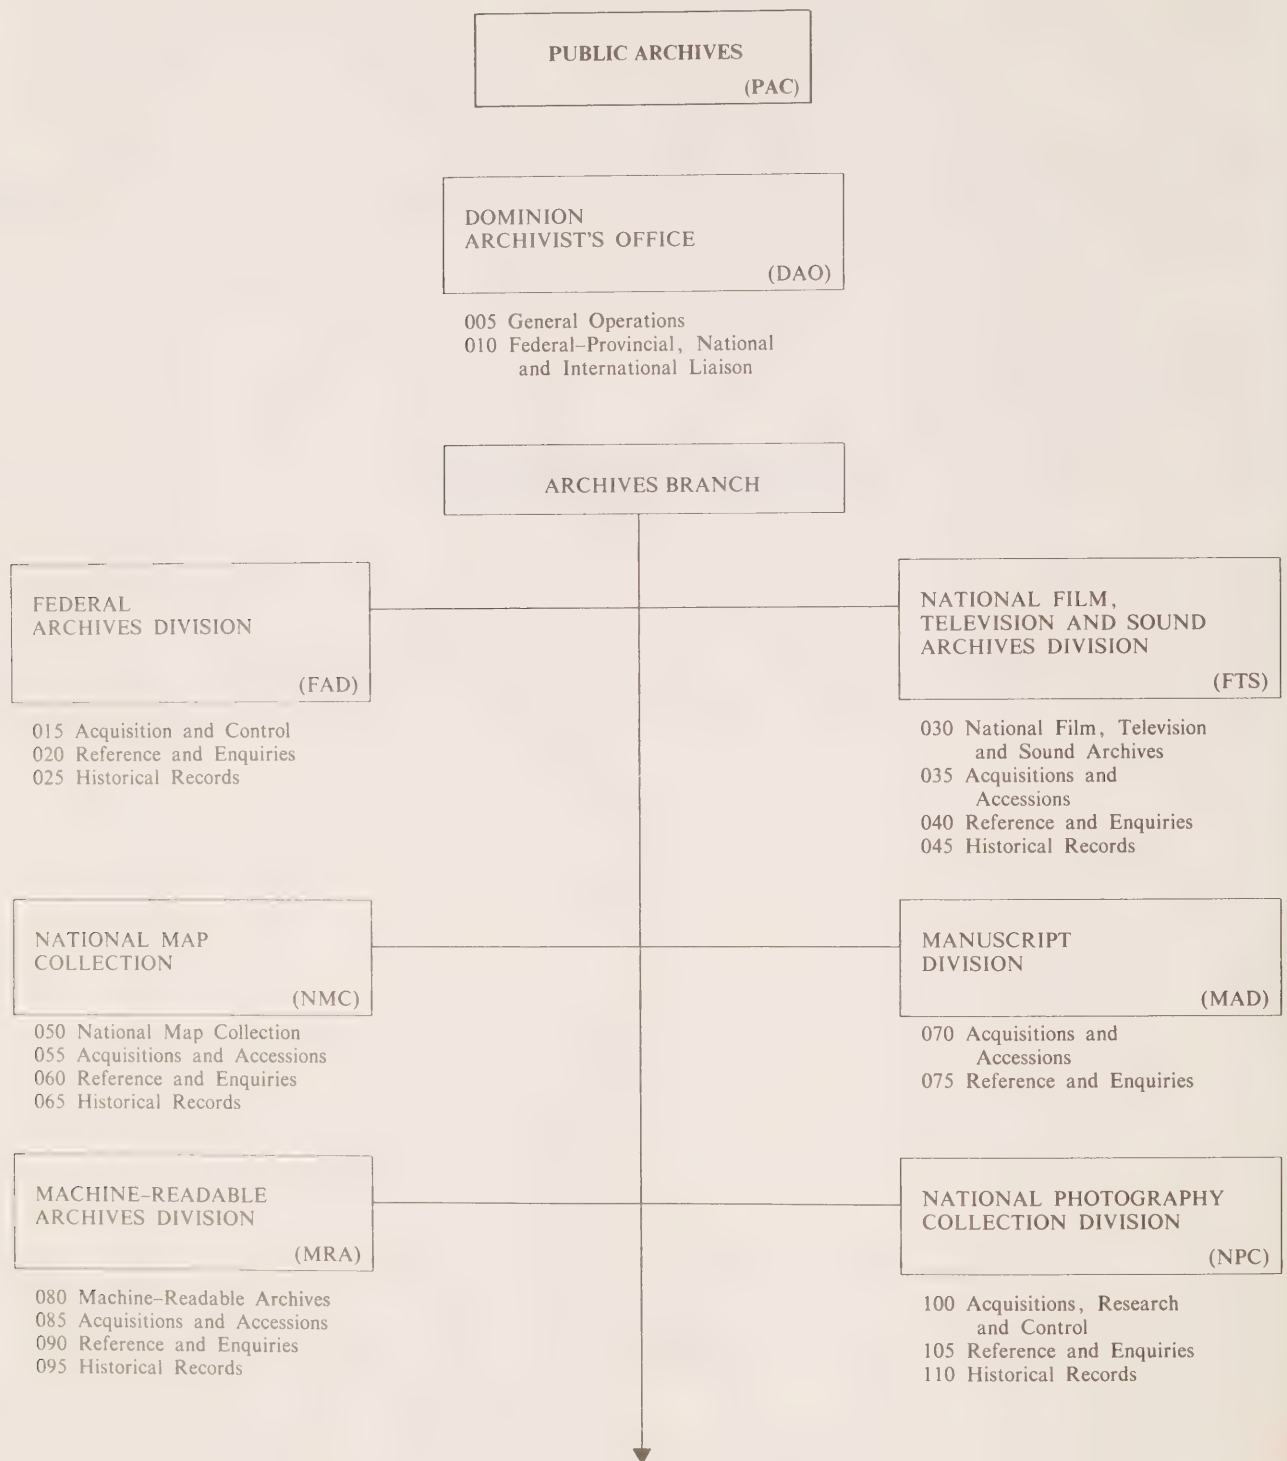 PUBLIC ARCHIVES
(PAC)
DOMINION
ARCHIVIST'S OFFICE
(DAO)
005 General Operations
010 Federal-Provincial, National
and International Liaison
ARCHIVES BRANCH
FEDERAL
ARCHIVES DIVISION
(FAD)
015 Acquisition and Control
020 Reference and Enquiries
025 Historical Records
NATIONAL FILM,
TELEVISION AND SOUND
ARCHIVES DIVISION
(FTS)
030 National Film, Television
and Sound Archives
035 Acquisitions and
Accessions
040 Reference and Enquiries
045 Historical Records
NATIONAL MAP
COLLECTION
(NMC)
050 National Map Collection
055 Acquisitions and Accessions
060 Reference and Enquiries
065 Historical Records
MANUSCRIPT
DIVISION
(MAD)
070 Acquisitions and
Accessions
075 Reference and Enquiries
MACHINE-READABLE
ARCHIVES DIVISION
(MRA)
080 Machine-Readable Archives
085 Acquisitions and Accessions
090 Reference and Enquiries
095 Historical Records
NATIONAL PHOTOGRAPHY
COLLECTION DIVISION
(NPC)
100 Acquisitions, Research
and Control
105 Reference and Enquiries
110 Historical Records